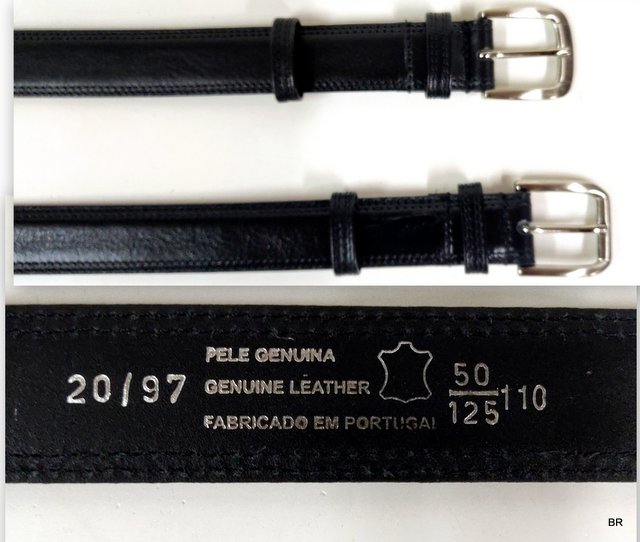 PELE GENUINA
20/97 GENUINE LEATHER 50/125 110
FABRICADO EM PORTUGAL
BR